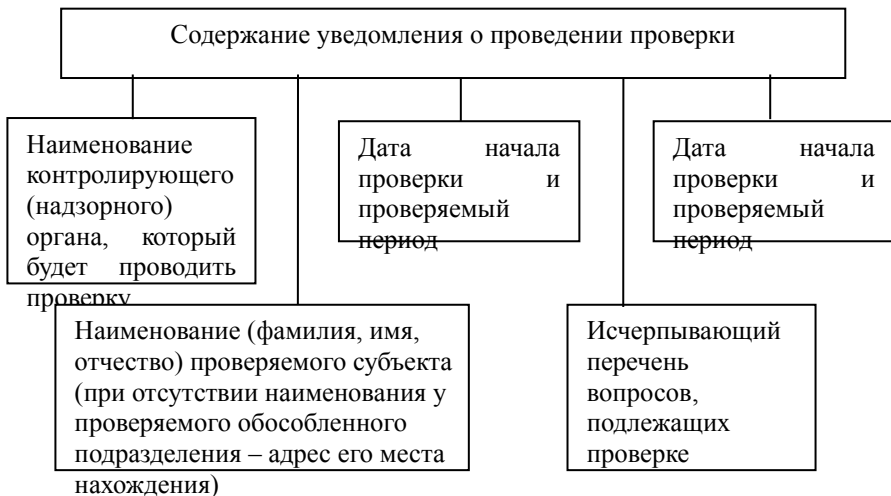 Содержание уведомления о проведении проверки
Наименование
контролирующего
(надзорного)
органа, который
будет проводить
проверку
Дата начала
проверки и
проверяемый
период
Дата начала
проверки и
проверяемый
период
Наименование (фамилия, имя,
отчество) проверяемого субъекта
(при отсутствии наименования у
проверяемого обособленного
подразделения – адрес его места
нахождения)
Исчерпывающий
перечень
вопросов,
подлежащих
проверке